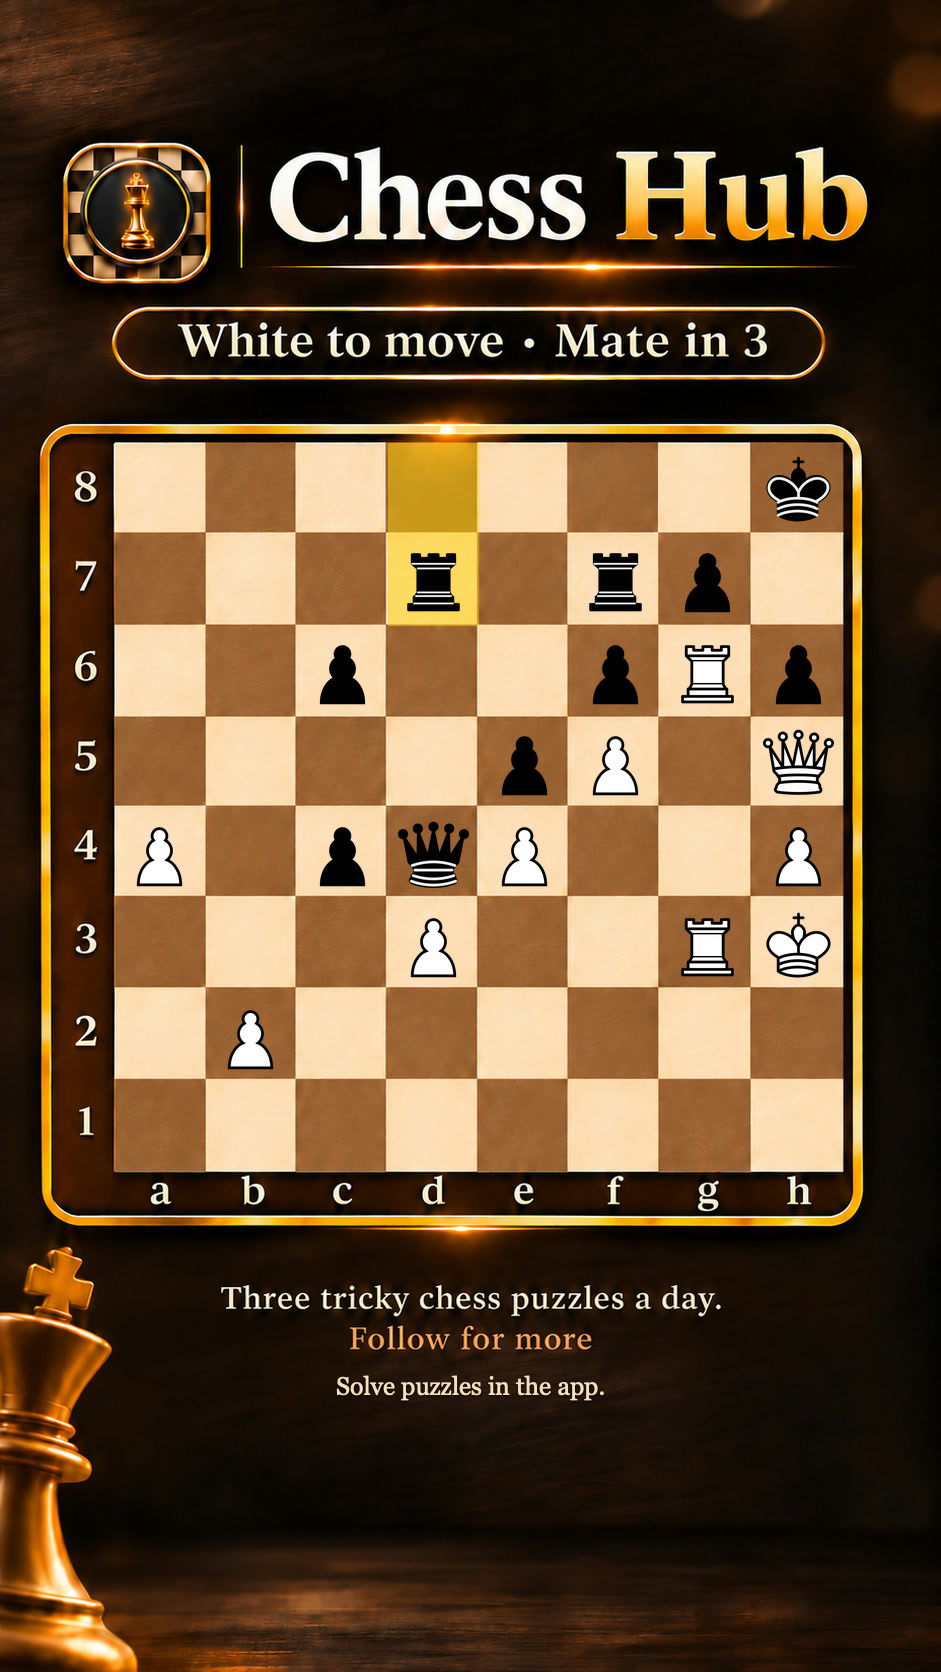 Chess Hub
White to move • Mate in 3
8
7
6
5
4
3
2
1
a b c d e f g h
Three tricky chess puzzles a day.
Follow for more
Solve puzzles in the app.